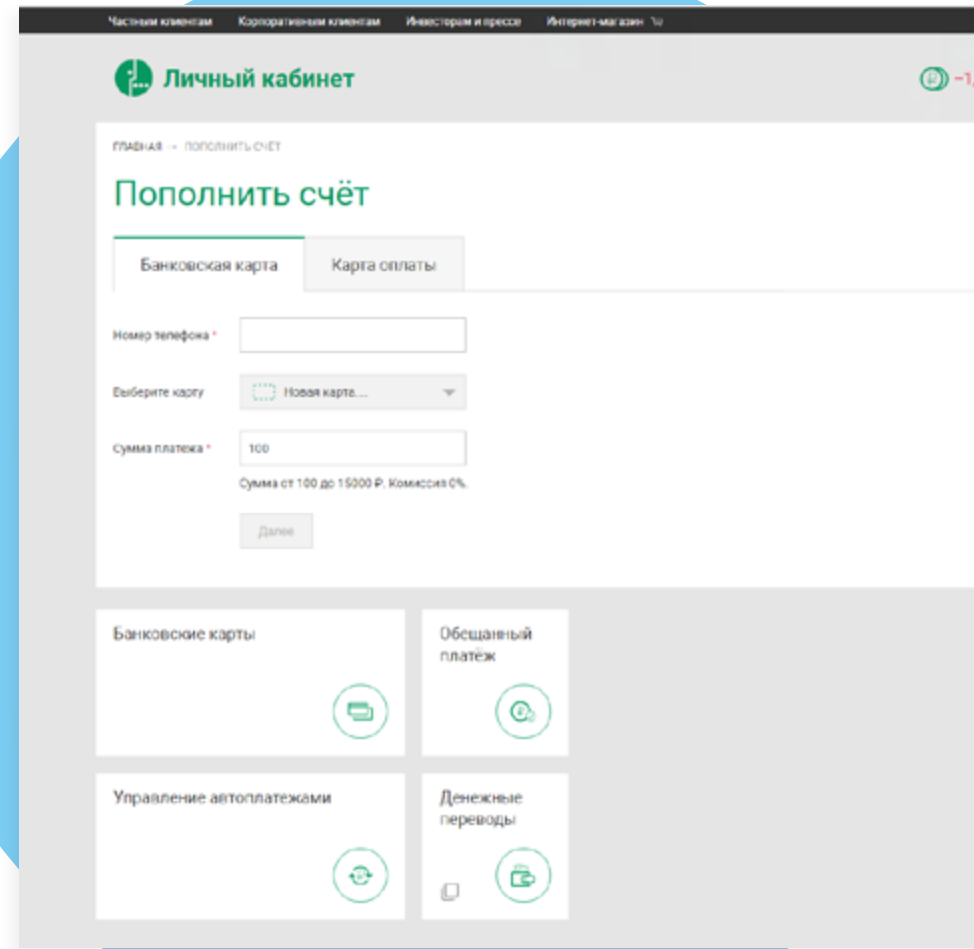 Частным клиентам Корпоративным клиентам Инвесторам и прессе Интернет-магазин
Личный кабинет
−1,
ГЛАВНАЯ → ПОПОЛНИТЬ СЧЁТ
Пополнить счёт
Банковская карта Карта оплаты
Номер телефона *
Выберите карту Новая карта...
Сумма платежа * 100
Сумма от 100 до 15000 ₽. Комиссия 0%.
Далее
Банковские карты
Обещанный
платёж
Управление автоплатежами
Денежные
переводы